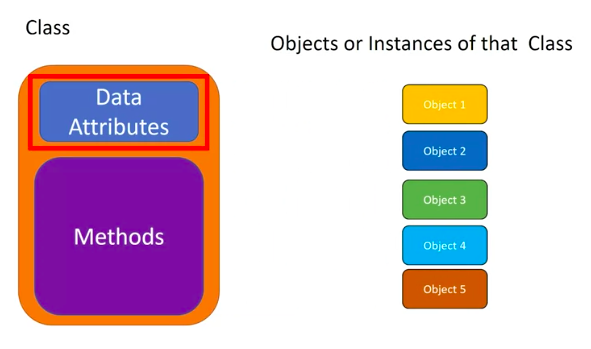 Class
Objects or Instances of that Class
Data
Attributes
Methods
Object 1
Object 2
Object 3
Object 4
Object 5